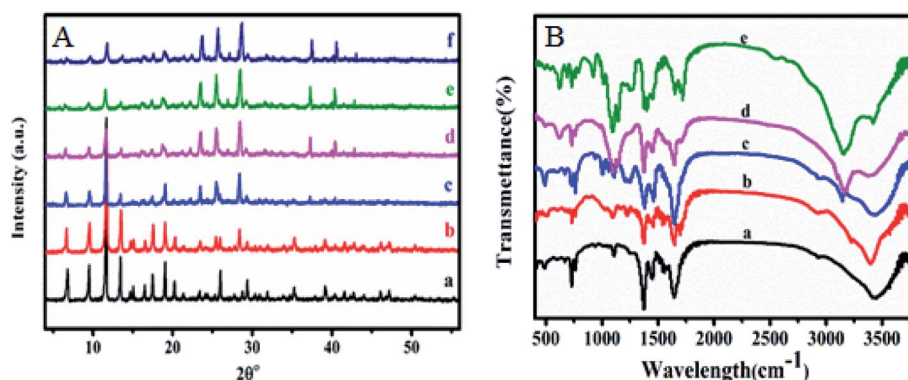 A
f
e
d
c
b
a
Intensity (a.u.)
10 20 30 40 50
2θ°
B
e
d
c
b
a
Transmettance(%)
500 1000 1500 2000 2500 3000 3500
Wavelength(cm⁻¹)